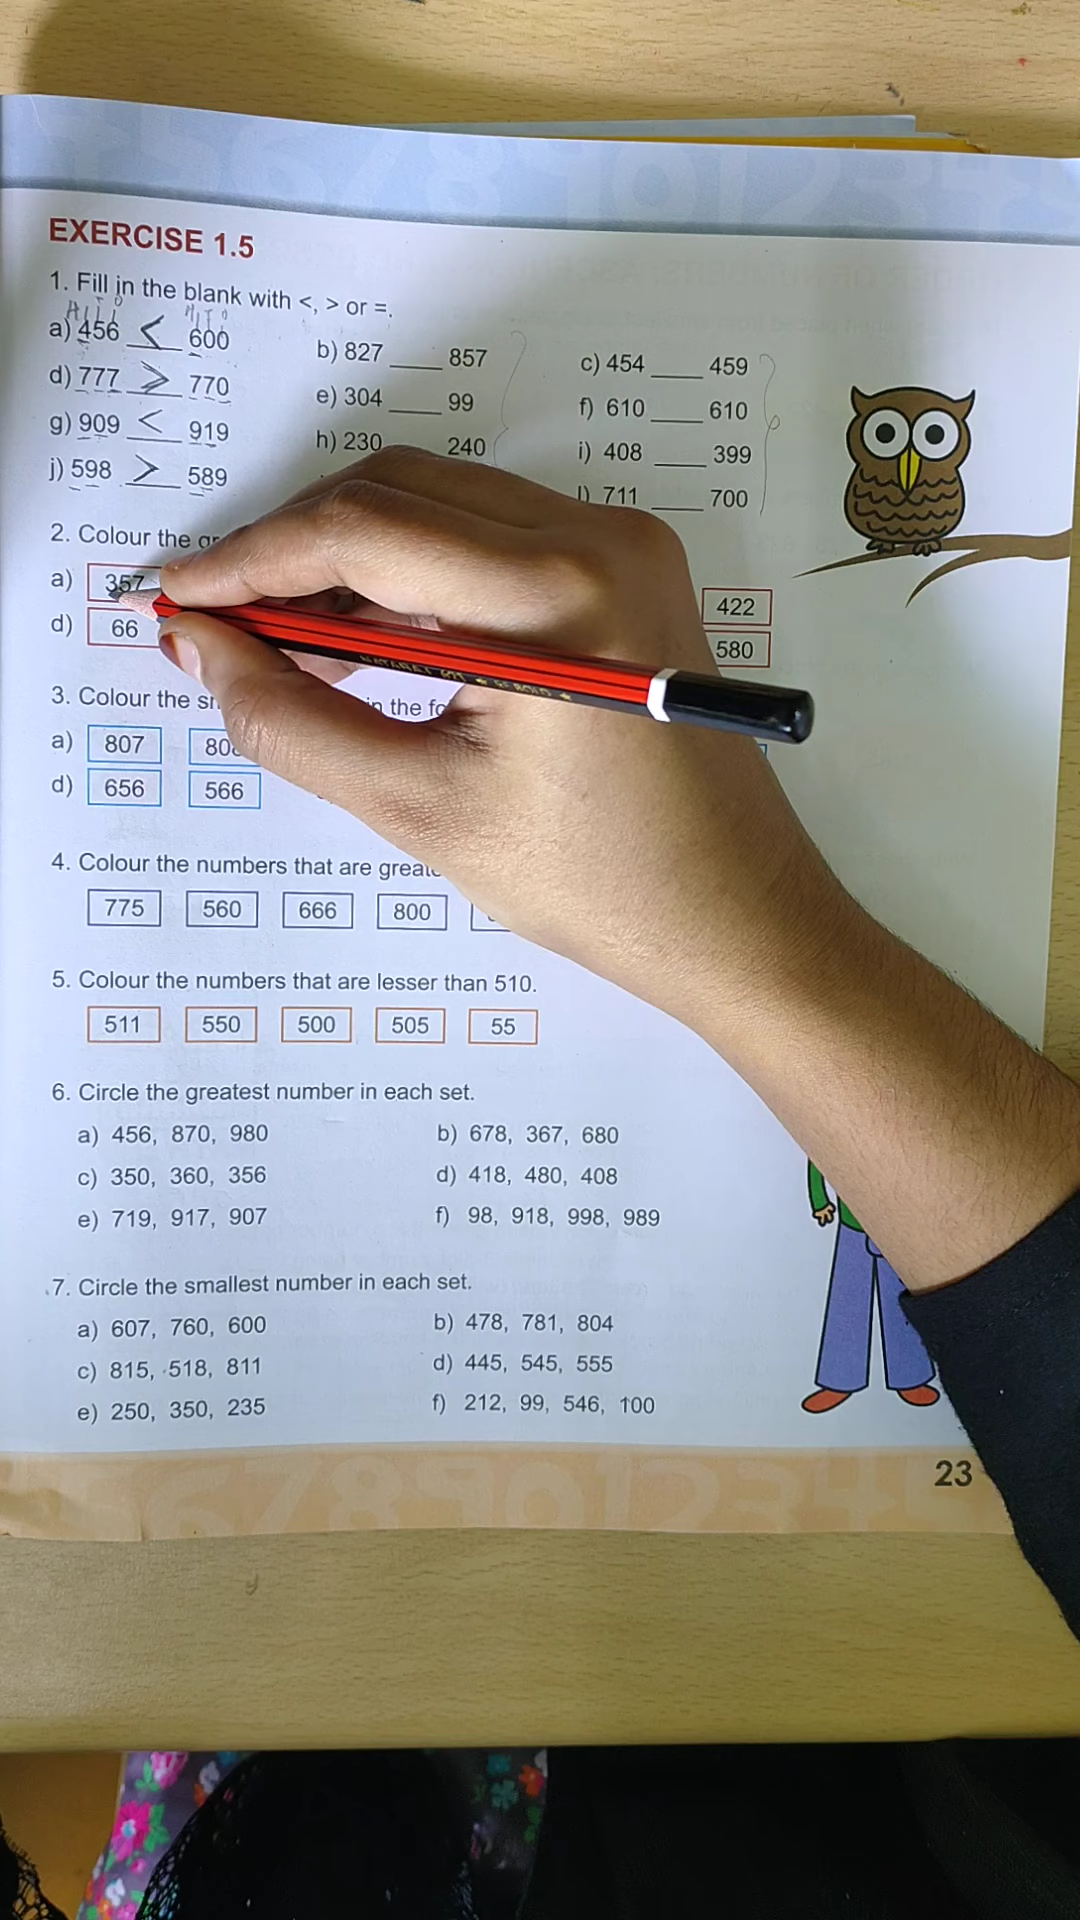 EXERCISE 1.5
1. Fill in the blank with <, > or =.
H T O H T O
a) 456 < 600 b) 827 ____ 857 c) 454 ____ 459
d) 777 > 770 e) 304 ____ 99 f) 610 ____ 610
g) 909 < 919 h) 230 240 i) 408 ____ 399
j) 598 > 589 l) 711 ____ 700
2. Colour the
a) 357 422
d) 66 580
3. Colour the in the
a) 807
d) 656 566
4. Colour the numbers that are
775 560 666 800
5. Colour the numbers that are lesser than 510.
511 550 500 505 55
6. Circle the greatest number in each set.
a) 456, 870, 980 b) 678, 367, 680
c) 350, 360, 356 d) 418, 480, 408
e) 719, 917, 907 f) 98, 918, 998, 989
7. Circle the smallest number in each set.
a) 607, 760, 600 b) 478, 781, 804
c) 815, 518, 811 d) 445, 545, 555
e) 250, 350, 235 f) 212, 99, 546, 100
23